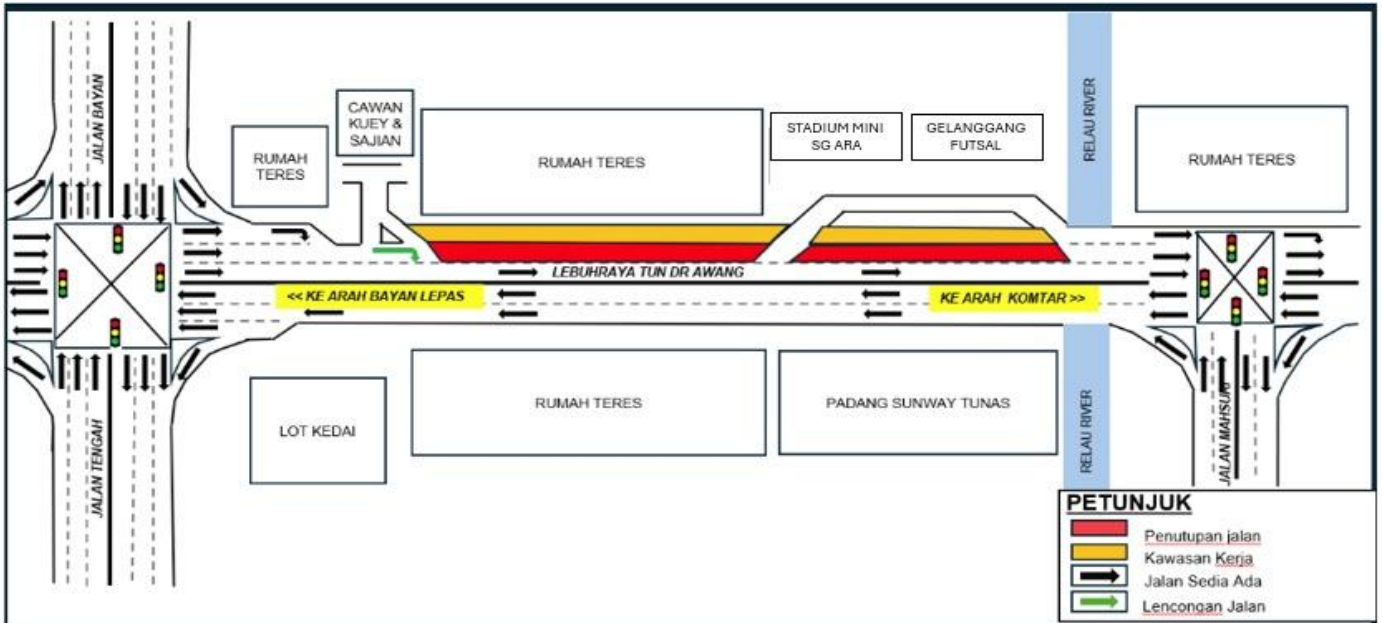 JALAN BAYAN
RUMAH
TERES
CAWAN
KUEY &
SAJIAN
RUMAH TERES
STADIUM MINI
SG ARA
GELANGGANG
FUTSAL
RELAU RIVER
RUMAH TERES
LEBUHRAYA TUN DR AWANG
<< KE ARAH BAYAN LEPAS
KE ARAH KOMTAR >>
JALAN TENGAH
LOT KEDAI
RUMAH TERES
PADANG SUNWAY TUNAS
RELAU RIVER
JALAN MAHSURI
PETUNJUK
Penutupan jalan
Kawasan Kerja
Jalan Sedia Ada
Lencongan Jalan